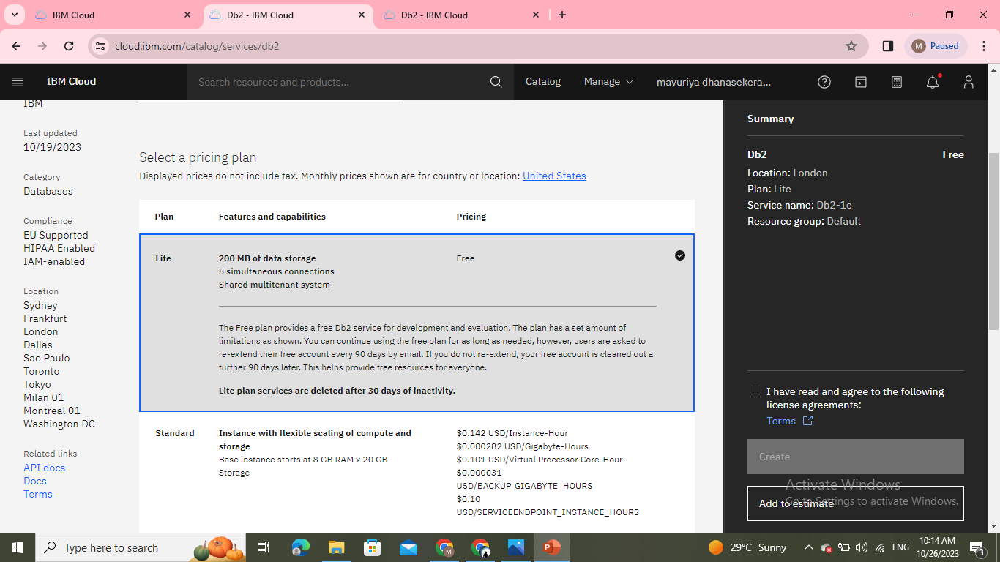 IBM Cloud
Db2 - IBM Cloud
Db2 - IBM Cloud
cloud.ibm.com/catalog/services/db2
M Paused
IBM Cloud
Search resources and products...
Catalog
Manage
mavuriya dhanasekera...
IBM
Last updated
10/19/2023
Category
Databases
Compliance
EU Supported
HIPAA Enabled
IAM-enabled
Location
Sydney
Frankfurt
London
Dallas
Sao Paulo
Toronto
Tokyo
Milan 01
Montreal 01
Washington DC
Related links
API docs
Docs
Terms
Select a pricing plan
Displayed prices do not include tax. Monthly prices shown are for country or location: United States
Plan
Features and capabilities
Pricing
Lite
200 MB of data storage
5 simultaneous connections
Shared multitenant system
Free
The Free plan provides a free Db2 service for development and evaluation. The plan has a set amount of
limitations as shown. You can continue using the free plan for as long as needed, however, users are asked to
re-extend their free account every 90 days by email. If you do not re-extend, your free account is cleaned out a
further 90 days later. This helps provide free resources for everyone.
Lite plan services are deleted after 30 days of inactivity.
Standard
Instance with flexible scaling of compute and
storage
Base instance starts at 8 GB RAM x 20 GB
Storage
$0.142 USD/Instance-Hour
$0.000282 USD/Gigabyte-Hours
$0.101 USD/Virtual Processor Core-Hour
$0.000031
USD/BACKUP_GIGABYTE_HOURS
$0.10
USD/SERVICEENDPOINT_INSTANCE_HOURS
Summary
Db2
Free
Location: London
Plan: Lite
Service name: Db2-1e
Resource group: Default
I have read and agree to the following
license agreements:
Terms
Create
Activate Windows
Go to Settings to activate Windows.
Add to estimate
Type here to search
M
P
29°C Sunny
ENG
10:14 AM
10/26/2023
3